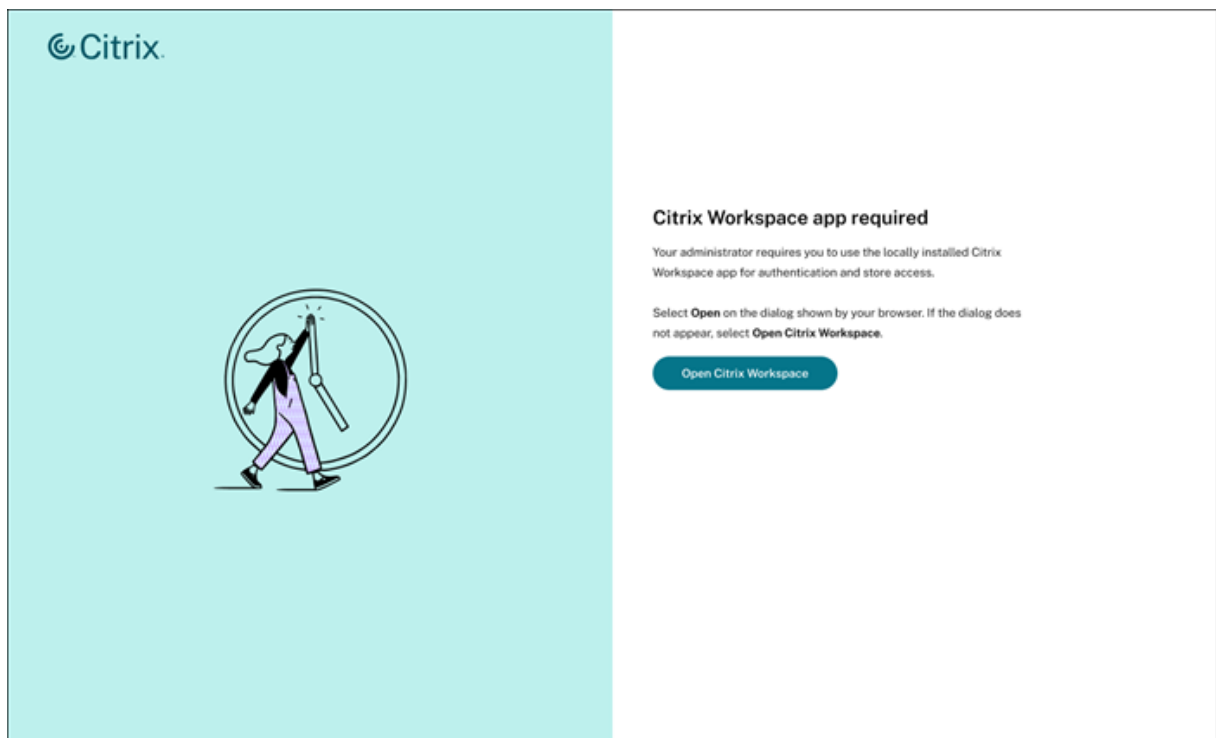 Citrix
Citrix Workspace app required
Your administrator requires you to use the locally installed Citrix
Workspace app for authentication and store access.
Select Open on the dialog shown by your browser. If the dialog does
not appear, select Open Citrix Workspace.
Open Citrix Workspace